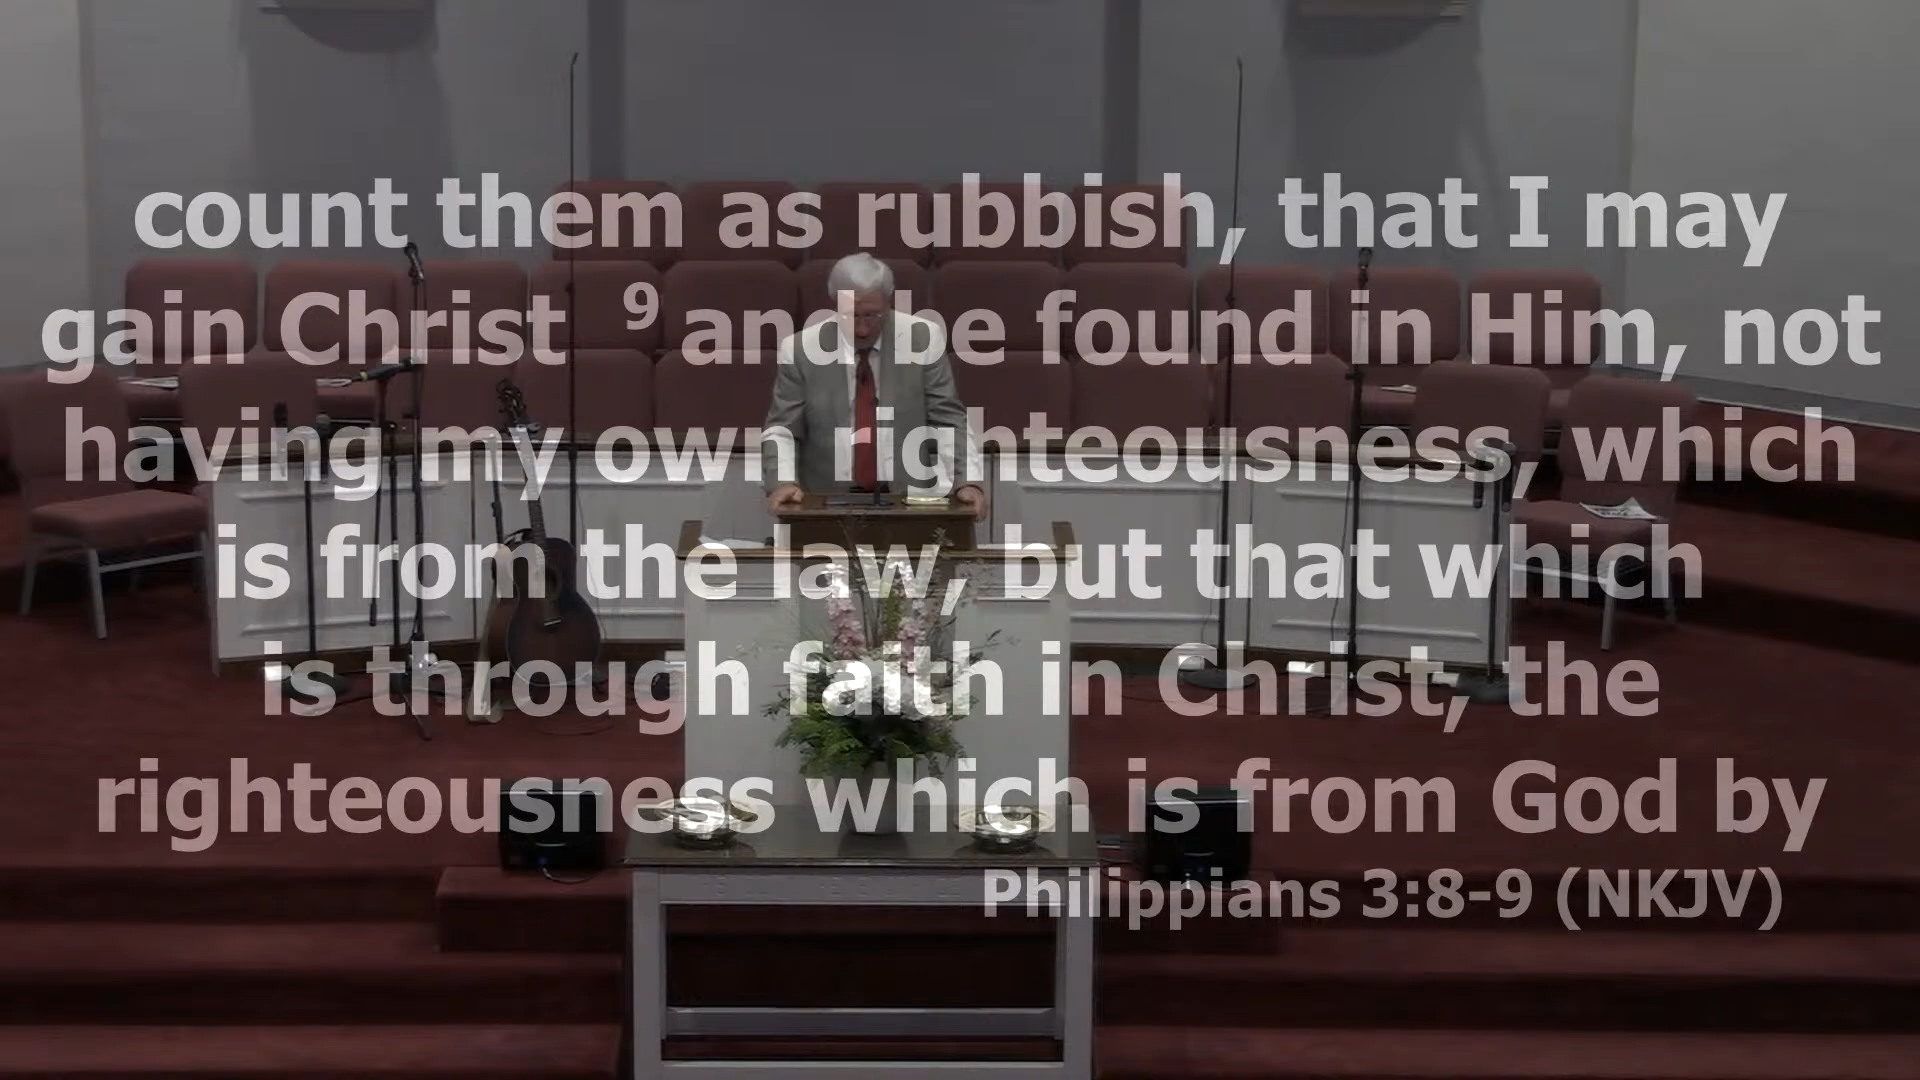 count them as rubbish, that I may
gain Christ 9 and be found in Him, not
having my own righteousness, which
is from the law, but that which
is through faith in Christ, the
righteousness which is from God by
Philippians 3:8-9 (NKJV)